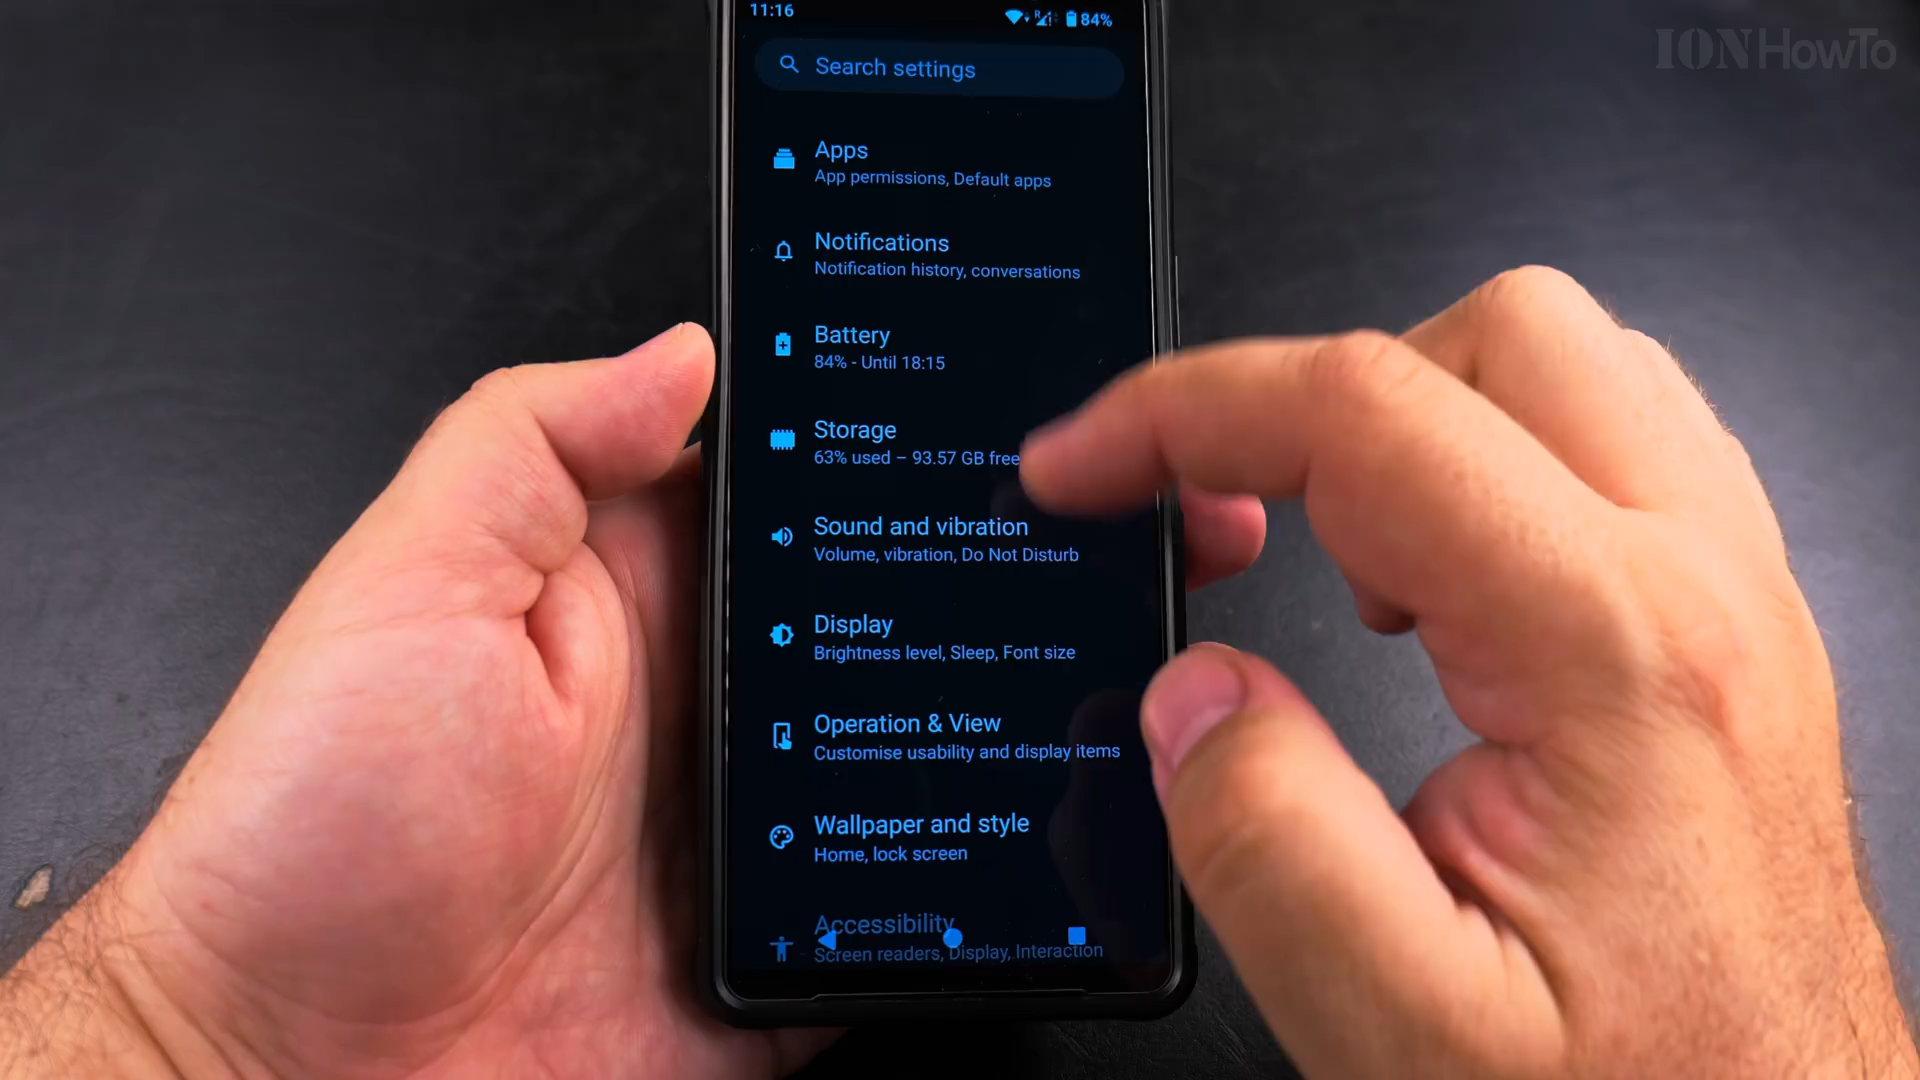 11:16
R
84%
IONHowTo
Search settings
Apps
App permissions, Default apps
Notifications
Notification history, conversations
Battery
84% - Until 18:15
Storage
63% used – 93.57 GB free
Sound and vibration
Volume, vibration, Do Not Disturb
Display
Brightness level, Sleep, Font size
Operation & View
Customise usability and display items
Wallpaper and style
Home, lock screen
Accessibility
Screen readers, Display, Interaction